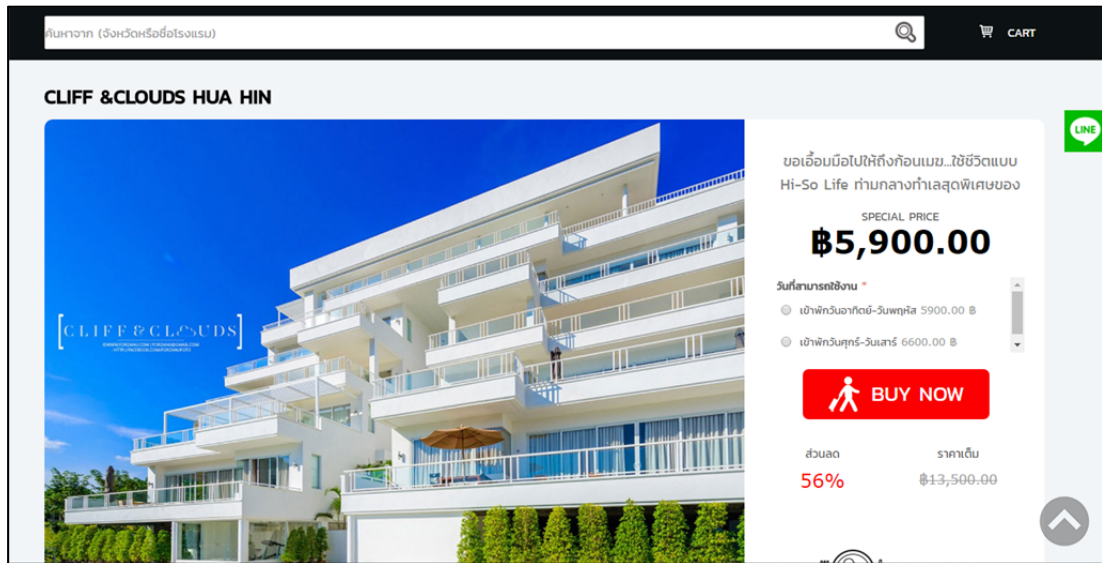 ค้นหาจาก (จังหวัดหรือชื่อโรงแรม)
CART
CLIFF &CLOUDS HUA HIN
LINE
[CLIFF&CLOUDS]
ขอเอื้อมมือไปให้ถึงก้อนเมฆ...ใช้ชีวิตแบบ
Hi-So Life ท่ามกลางทำเลสุดพิเศษของ
SPECIAL PRICE
฿5,900.00
วันที่สามารถใช้งาน *
เข้าพักวันอาทิตย์-วันพฤหัส 5900.00 ฿
เข้าพักวันศุกร์-วันเสาร์ 6600.00 ฿
BUY NOW
ส่วนลด
ราคาเต็ม
56%
฿13,500.00